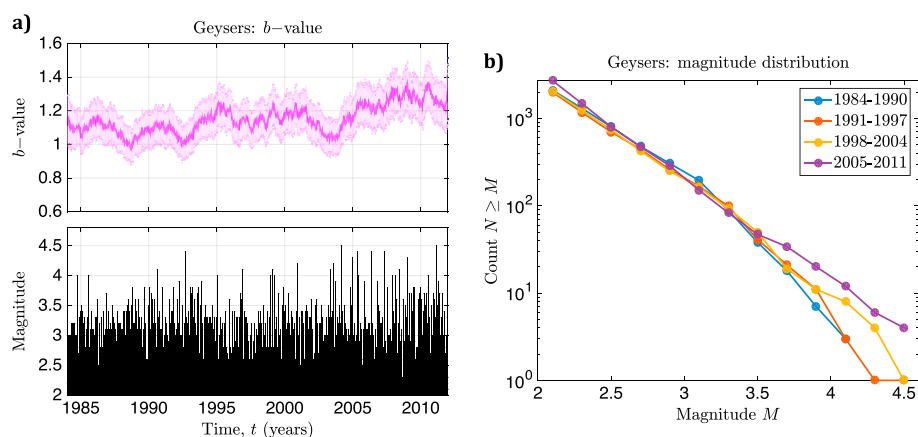 a)
Geysers: b−value
1.6
1.4
1.2
1
0.8
0.6
b−value
4.5
4
3.5
3
2.5
2
Magnitude
1985 1990 1995 2000 2005 2010
Time, t (years)
b)
Geysers: magnitude distribution
10³
10²
10¹
10⁰
Count N ≥ M
1984-1990
1991-1997
1998-2004
2005-2011
2 2.5 3 3.5 4 4.5
Magnitude M